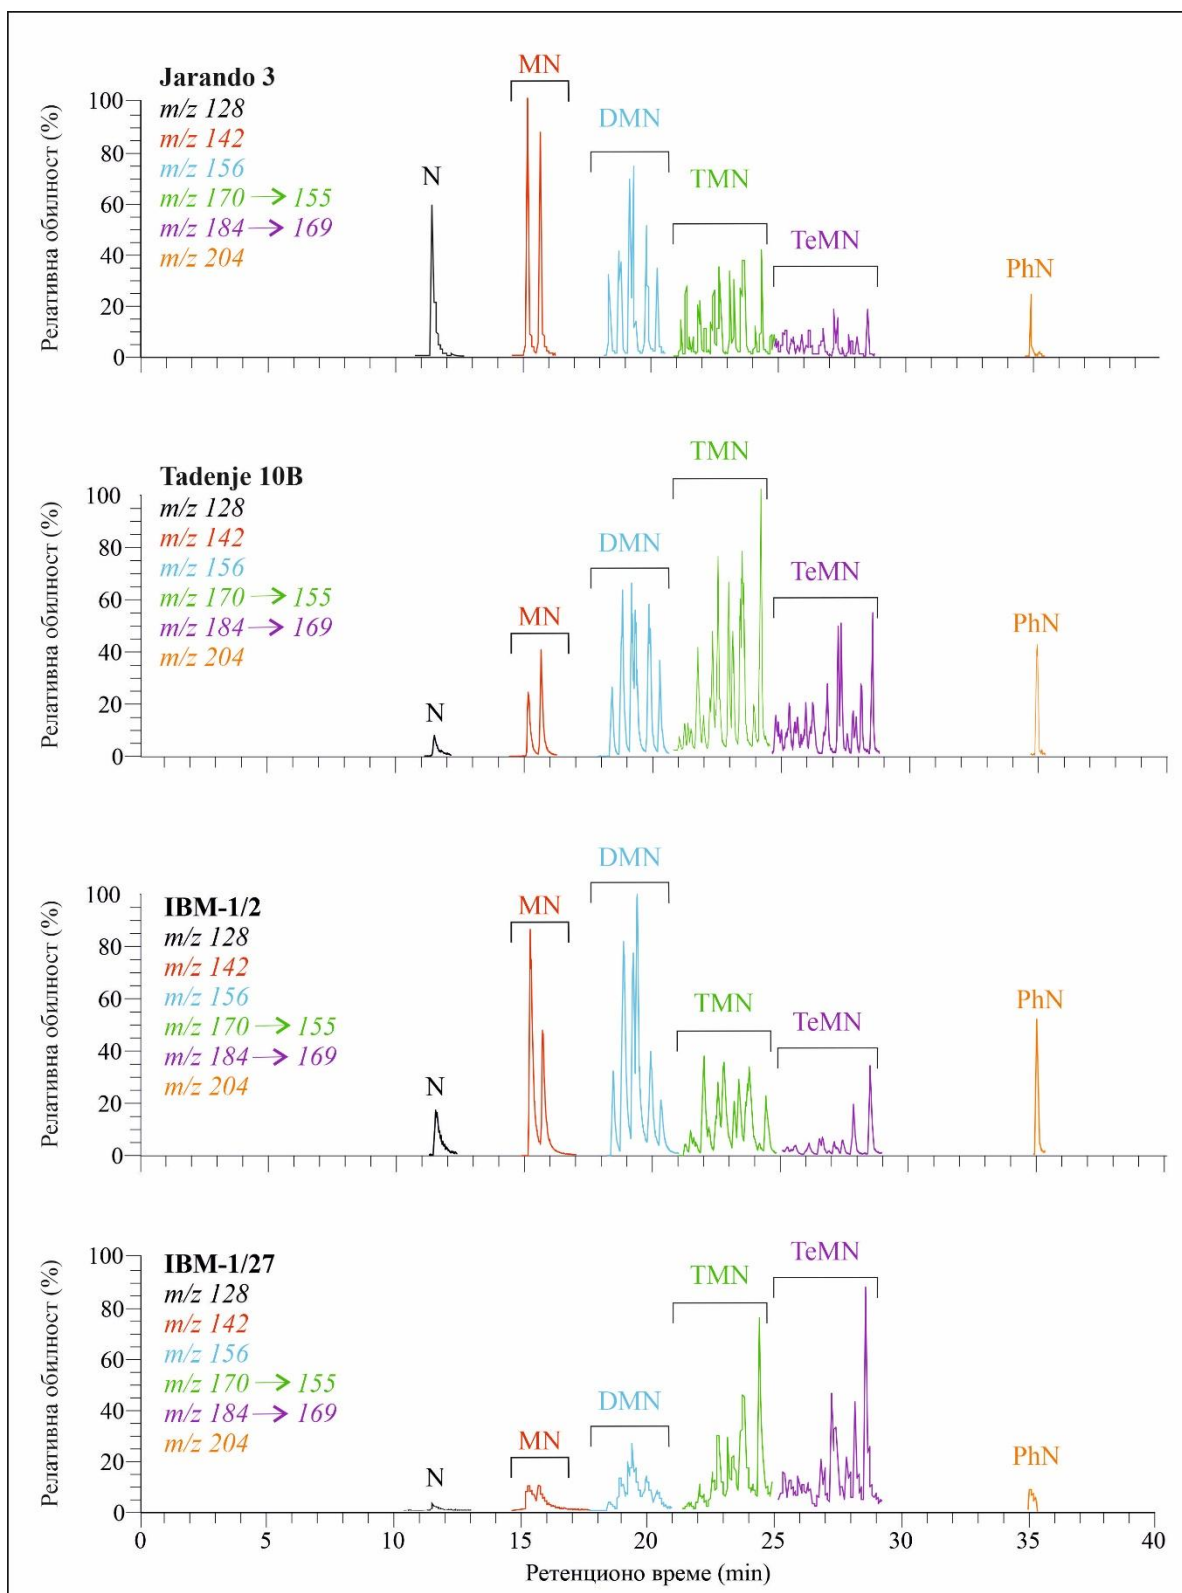 Jarando 3
m/z 128
m/z 142
m/z 156
m/z 170 → 155
m/z 184 → 169
m/z 204
Релативна обилност (%)
100
80
60
40
20
0
N
MN
DMN
TMN
TeMN
PhN
Tadenje 10B
m/z 128
m/z 142
m/z 156
m/z 170 → 155
m/z 184 → 169
m/z 204
Релативна обилност (%)
100
80
60
40
20
0
N
MN
DMN
TMN
TeMN
PhN
IBM-1/2
m/z 128
m/z 142
m/z 156
m/z 170 → 155
m/z 184 → 169
m/z 204
Релативна обилност (%)
100
80
60
40
20
0
N
MN
DMN
TMN
TeMN
PhN
IBM-1/27
m/z 128
m/z 142
m/z 156
m/z 170 → 155
m/z 184 → 169
m/z 204
Релативна обилност (%)
100
80
60
40
20
0
N
MN
DMN
TMN
TeMN
PhN
0 5 10 15 20 25 30 35 40
Ретенционо време (min)